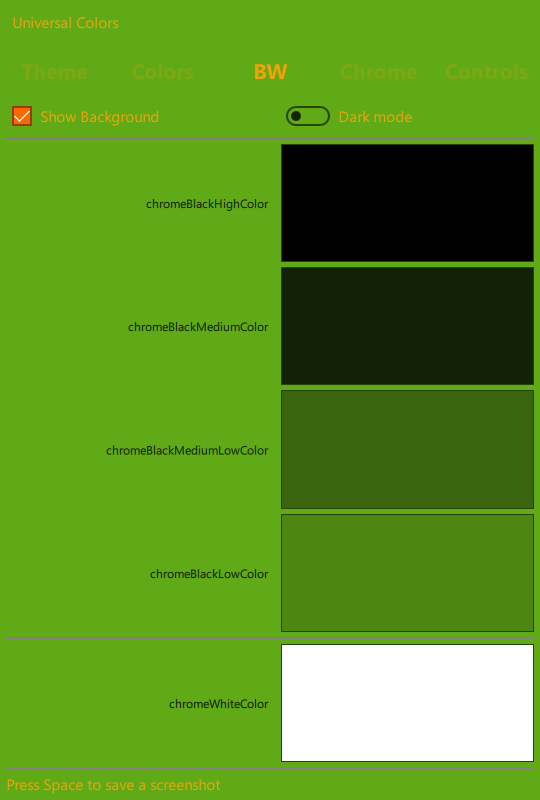 Universal Colors
Theme Colors BW Chrome Controls
Show Background Dark mode
chromeBlackHighColor
chromeBlackMediumColor
chromeBlackMediumLowColor
chromeBlackLowColor
chromeWhiteColor
Press Space to save a screenshot